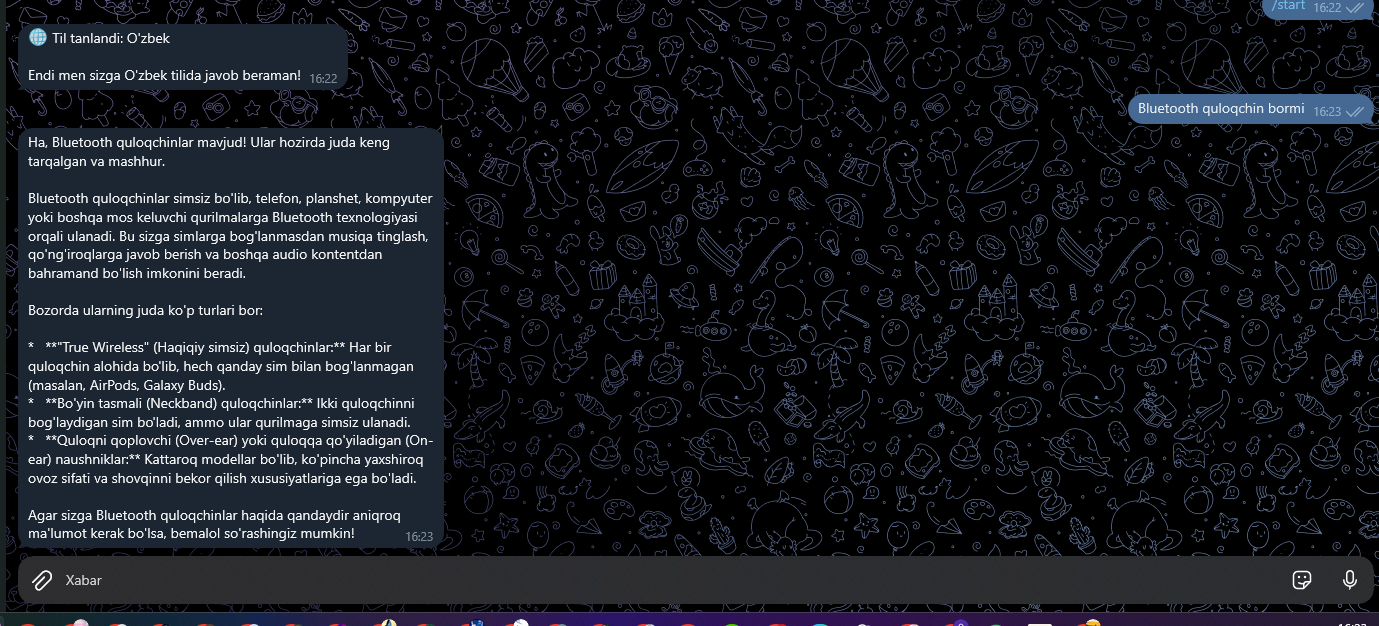 /start 16:22
Til tanlandi: O'zbek
Endi men sizga O'zbek tilida javob beraman! 16:22
Bluetooth quloqchin bormi 16:23
Ha, Bluetooth quloqchinlar mavjud! Ular hozirda juda keng
tarqalgan va mashhur.
Bluetooth quloqchinlar simsiz bo'lib, telefon, planshet, kompyuter
yoki boshqa mos keluvchi qurilmalarga Bluetooth texnologiyasi
orqali ulanadi. Bu sizga simlarga bog'lanmasdan musiqa tinglash,
qo'ng'iroqlarga javob berish va boshqa audio kontentdan
bahramand bo'lish imkonini beradi.
Bozorda ularning juda ko'p turlari bor:
* **"True Wireless" (Haqiqiy simsiz) quloqchinlar:** Har bir
quloqchin alohida bo'lib, hech qanday sim bilan bog'lanmagan
(masalan, AirPods, Galaxy Buds).
* **Bo'yin tasmali (Neckband) quloqchinlar:** Ikki quloqchinni
bog'laydigan sim bo'ladi, ammo ular qurilmaga simsiz ulanadi.
* **Quloqni qoplovchi (Over-ear) yoki quloqqa qo'yiladigan (On-
ear) naushniklar:** Kattaroq modellar bo'lib, ko'pincha yaxshiroq
ovoz sifati va shovqinni bekor qilish xususiyatlariga ega bo'ladi.
Agar sizga Bluetooth quloqchinlar haqida qandaydir aniqroq
ma'lumot kerak bo'lsa, bemalol so'rashingiz mumkin! 16:23
Xabar